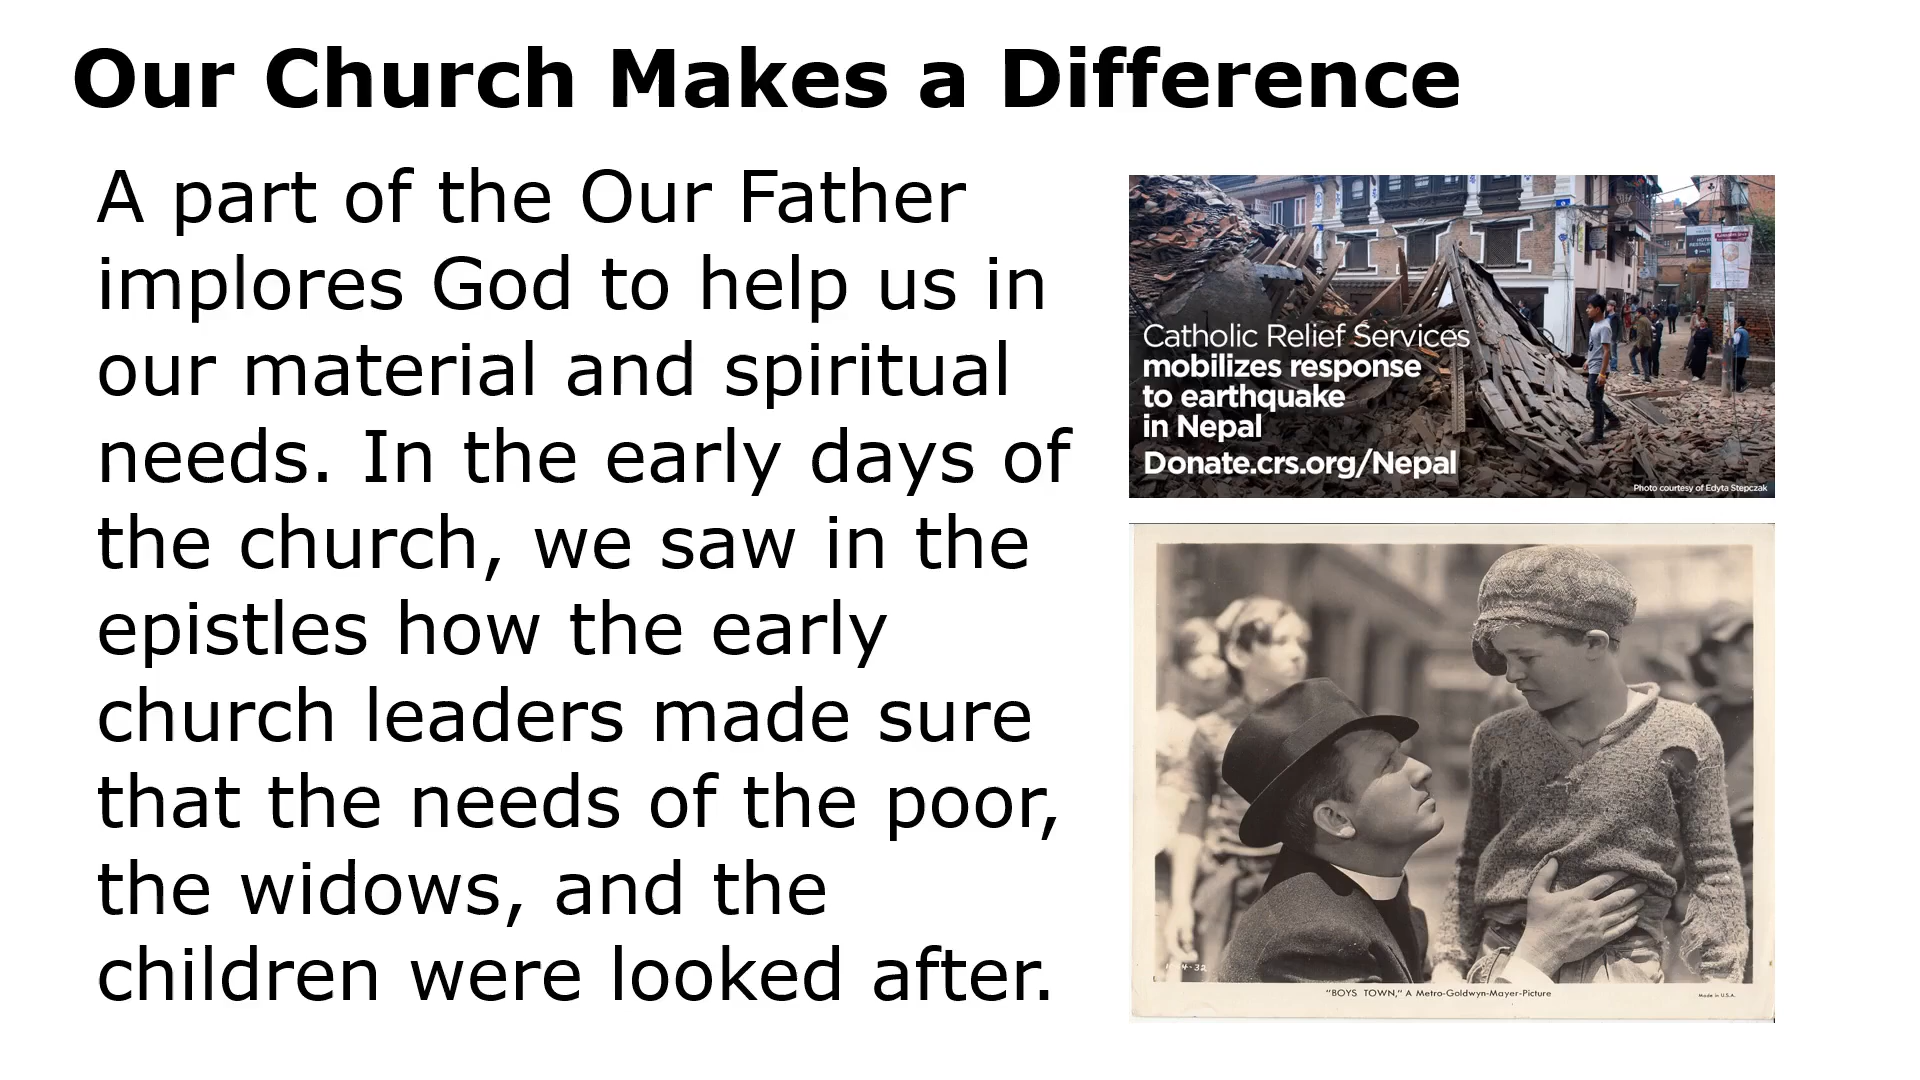 Our Church Makes a Difference
A part of the Our Father
implores God to help us in
our material and spiritual
needs. In the early days of
the church, we saw in the
epistles how the early
church leaders made sure
that the needs of the poor,
the widows, and the
children were looked after.
Catholic Relief Services
mobilizes response
to earthquake
in Nepal
Donate.crs.org/Nepal
Photo courtesy of Edyta Stepczak
"BOYS TOWN," A Metro-Goldwyn-Mayer-Picture
Made in U.S.A.